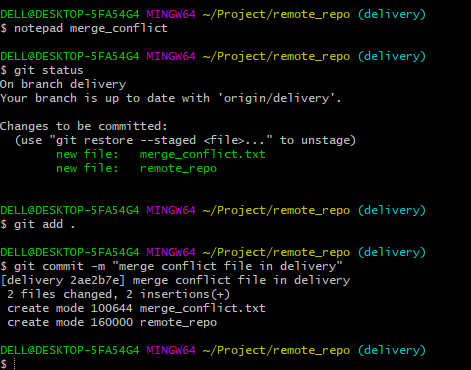 DELL@DESKTOP-5FA54G4 MINGW64 ~/Project/remote_repo (delivery)
$ notepad merge_conflict
DELL@DESKTOP-5FA54G4 MINGW64 ~/Project/remote_repo (delivery)
$ git status
On branch delivery
Your branch is up to date with 'origin/delivery'.
Changes to be committed:
  (use "git restore --staged <file>..." to unstage)
        new file:   merge_conflict.txt
        new file:   remote_repo
DELL@DESKTOP-5FA54G4 MINGW64 ~/Project/remote_repo (delivery)
$ git add .
DELL@DESKTOP-5FA54G4 MINGW64 ~/Project/remote_repo (delivery)
$ git commit -m "merge conflict file in delivery"
[delivery 2ae2b7e] merge conflict file in delivery
 2 files changed, 2 insertions(+)
 create mode 100644 merge_conflict.txt
 create mode 160000 remote_repo
DELL@DESKTOP-5FA54G4 MINGW64 ~/Project/remote_repo (delivery)
$